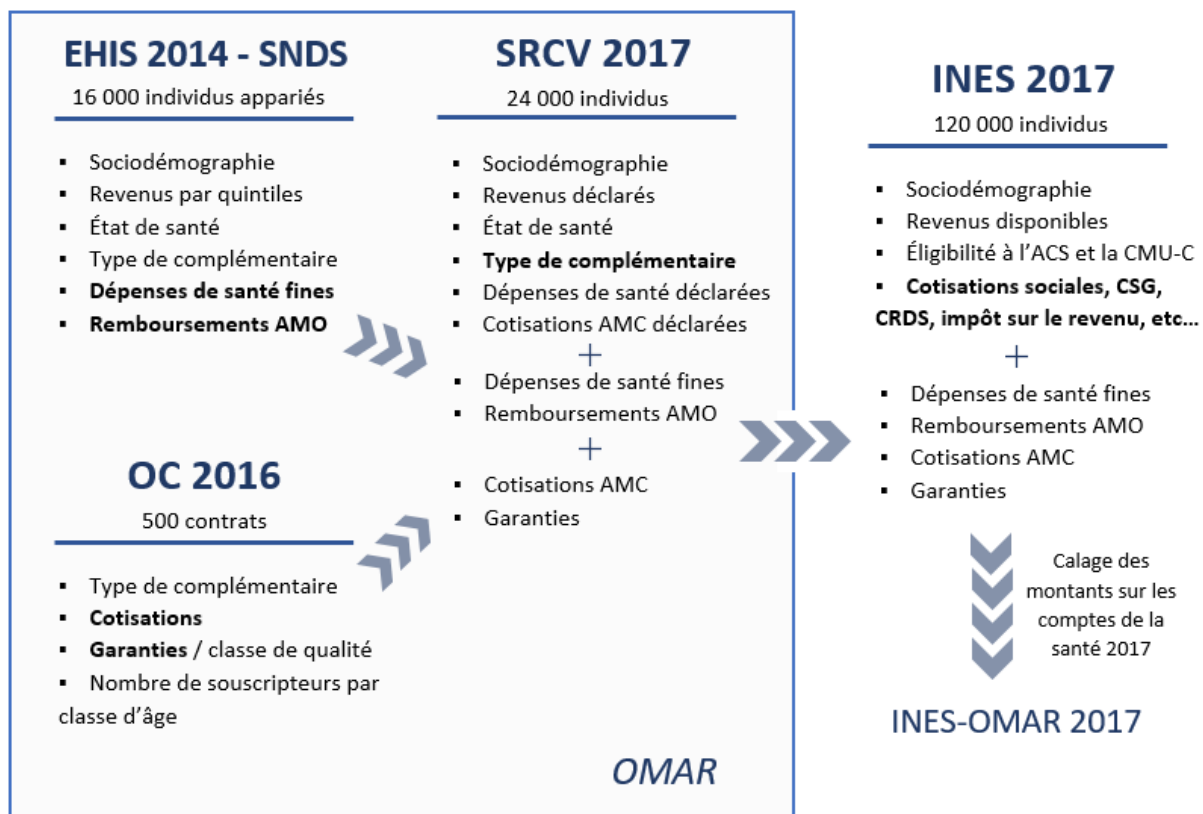 EHIS 2014 - SNDS
16 000 individus appariés
▪ Sociodémographie
▪ Revenus par quintiles
▪ État de santé
▪ Type de complémentaire
▪ Dépenses de santé fines
▪ Remboursements AMO
OC 2016
500 contrats
▪ Type de complémentaire
▪ Cotisations
▪ Garanties / classe de qualité
▪ Nombre de souscripteurs par
classe d’âge
SRCV 2017
24 000 individus
▪ Sociodémographie
▪ Revenus déclarés
▪ État de santé
▪ Type de complémentaire
▪ Dépenses de santé déclarées
▪ Cotisations AMC déclarées
+
▪ Dépenses de santé fines
▪ Remboursements AMO
+
▪ Cotisations AMC
▪ Garanties
OMAR
INES 2017
120 000 individus
▪ Sociodémographie
▪ Revenus disponibles
▪ Éligibilité à l’ACS et la CMU-C
▪ Cotisations sociales, CSG,
CRDS, impôt sur le revenu, etc...
+
▪ Dépenses de santé fines
▪ Remboursements AMO
▪ Cotisations AMC
▪ Garanties
Calage des
montants sur les
comptes de la
santé 2017
INES-OMAR 2017